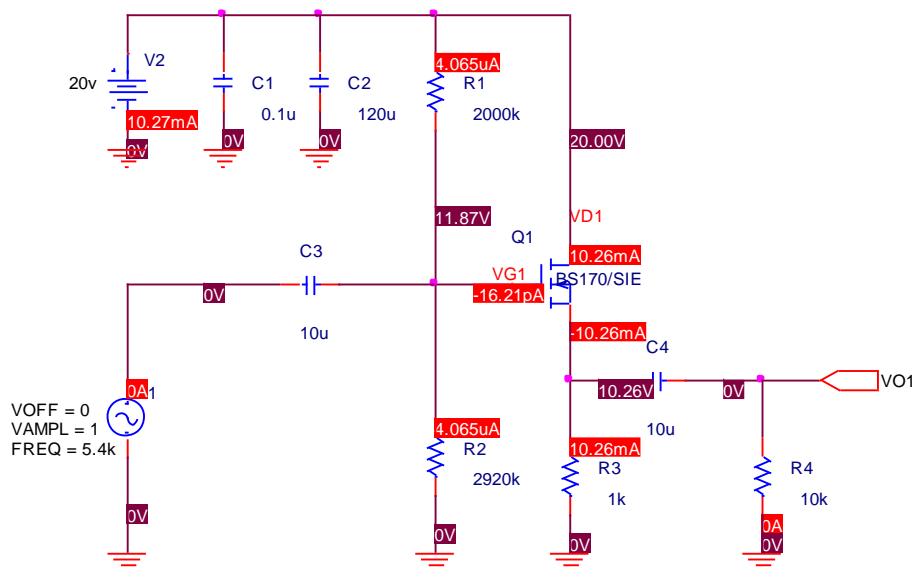 V2
20v
10.27mA
0V
C1
0.1u
0V
C2
120u
0V
4.065uA
R1
2000k
20.00V
11.87V
VD1
Q1
10.26mA
BS170/SIE
VG1
-16.21pA
-10.26mA
C3
0V
10u
C4
10.26V
0V
VO1
10u
0A1
VOFF = 0
VAMPL = 1
FREQ = 5.4k
0V
4.065uA
R2
2920k
0V
10.26mA
R3
1k
0V
R4
10k
0A
0V